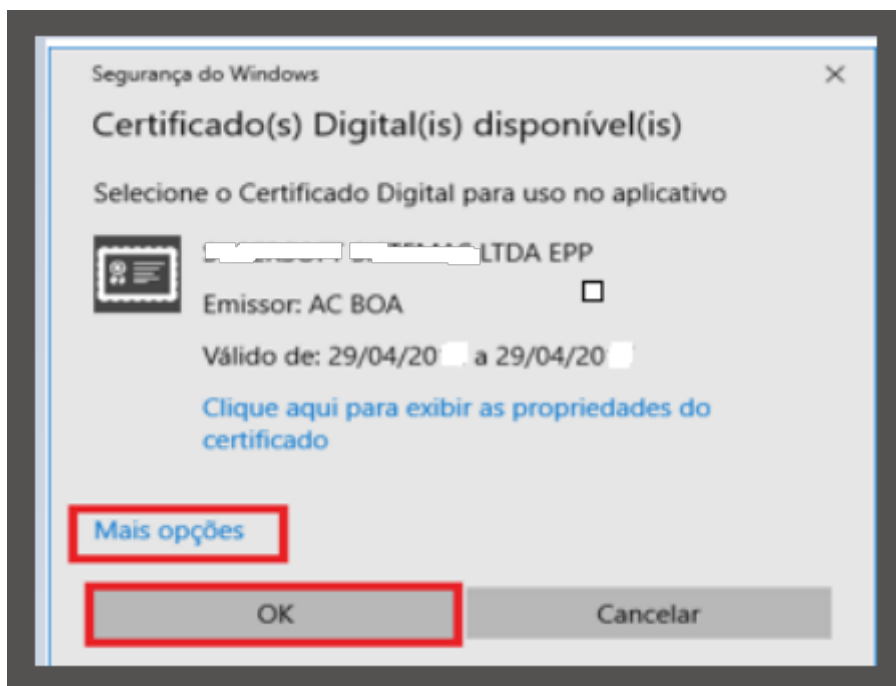 Segurança do Windows
Certificado(s) Digital(is) disponível(is)
Selecione o Certificado Digital para uso no aplicativo
LTDA EPP
Emissor: AC BOA
Válido de: 29/04/20 a 29/04/20
Clique aqui para exibir as propriedades do
certificado
Mais opções
OK Cancelar